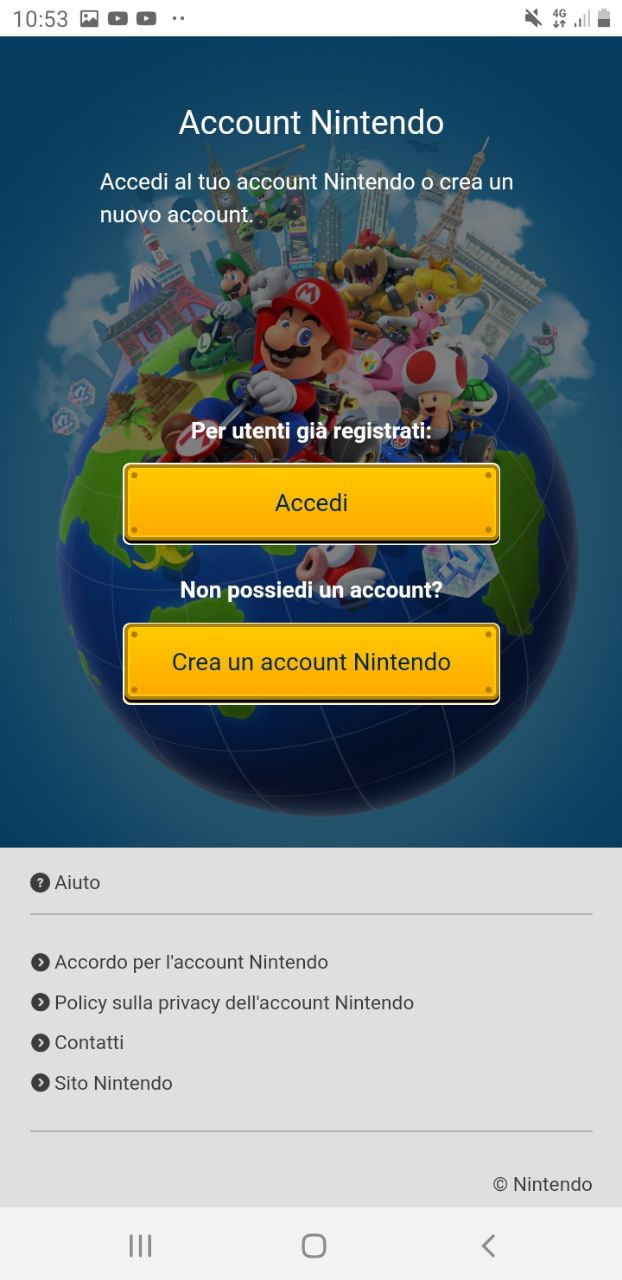 10:53
4G
Account Nintendo
Accedi al tuo account Nintendo o crea un
nuovo account.
M
Per utenti già registrati:
Accedi
Non possiedi un account?
Crea un account Nintendo
? Aiuto
Accordo per l'account Nintendo
Policy sulla privacy dell'account Nintendo
Contatti
Sito Nintendo
© Nintendo